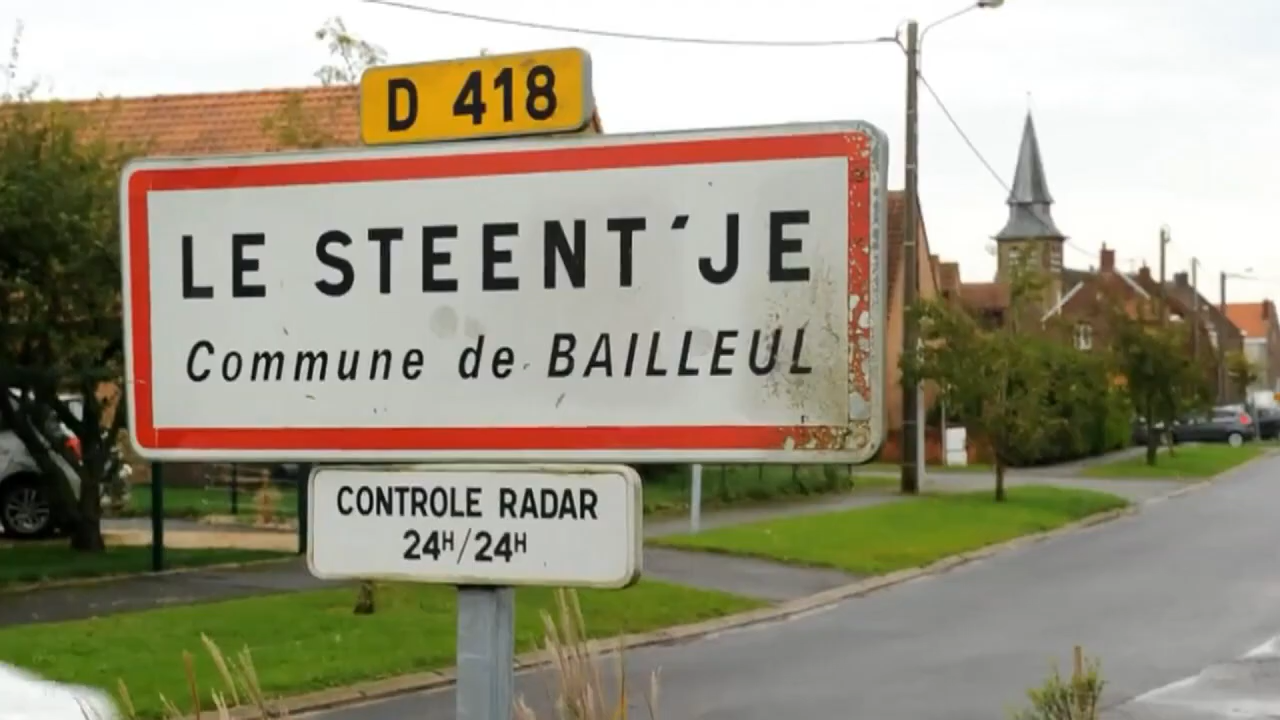 D 418
LE STEENT'JE
Commune de BAILLEUL
CONTROLE RADAR
24H/24H